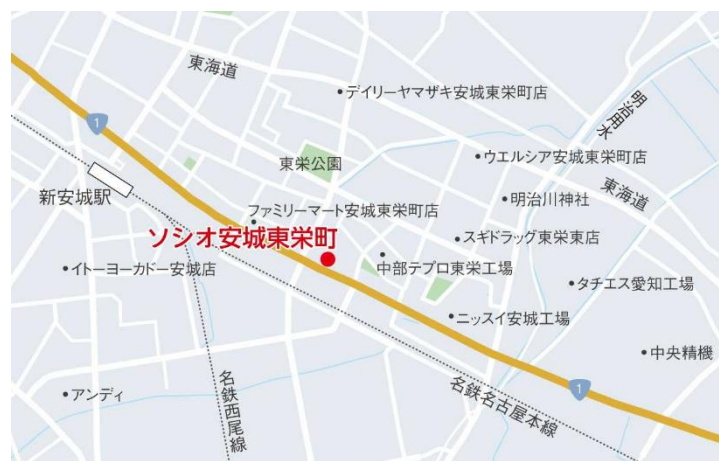 東海道
デイリーヤマザキ安城東栄町店
1
明治用水
東栄公園
ウエルシア安城東栄町店
新安城駅
明治川神社
東海道
ファミリーマート安城東栄町店
ソシオ安城東栄町
スギドラッグ東栄東店
イトーヨーカドー安城店
中部テプロ東栄工場
タチエス愛知工場
ニッスイ安城工場
中央精機
アンディ
名鉄西尾線
名鉄名古屋本線
1